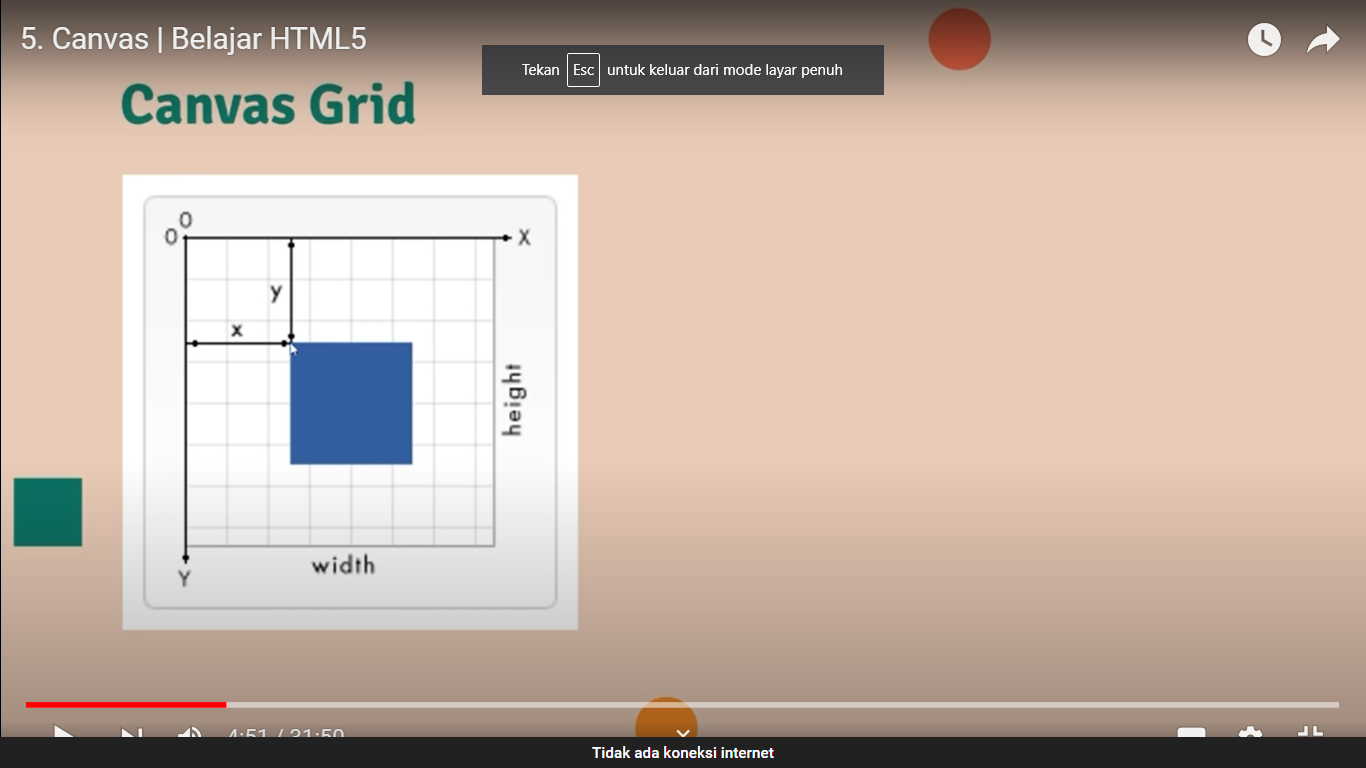 5. Canvas | Belajar HTML5
Tekan Esc untuk keluar dari mode layar penuh
Canvas Grid
0
0
X
y
x
height
width
Y
4:51 / 31:50
Tidak ada koneksi internet